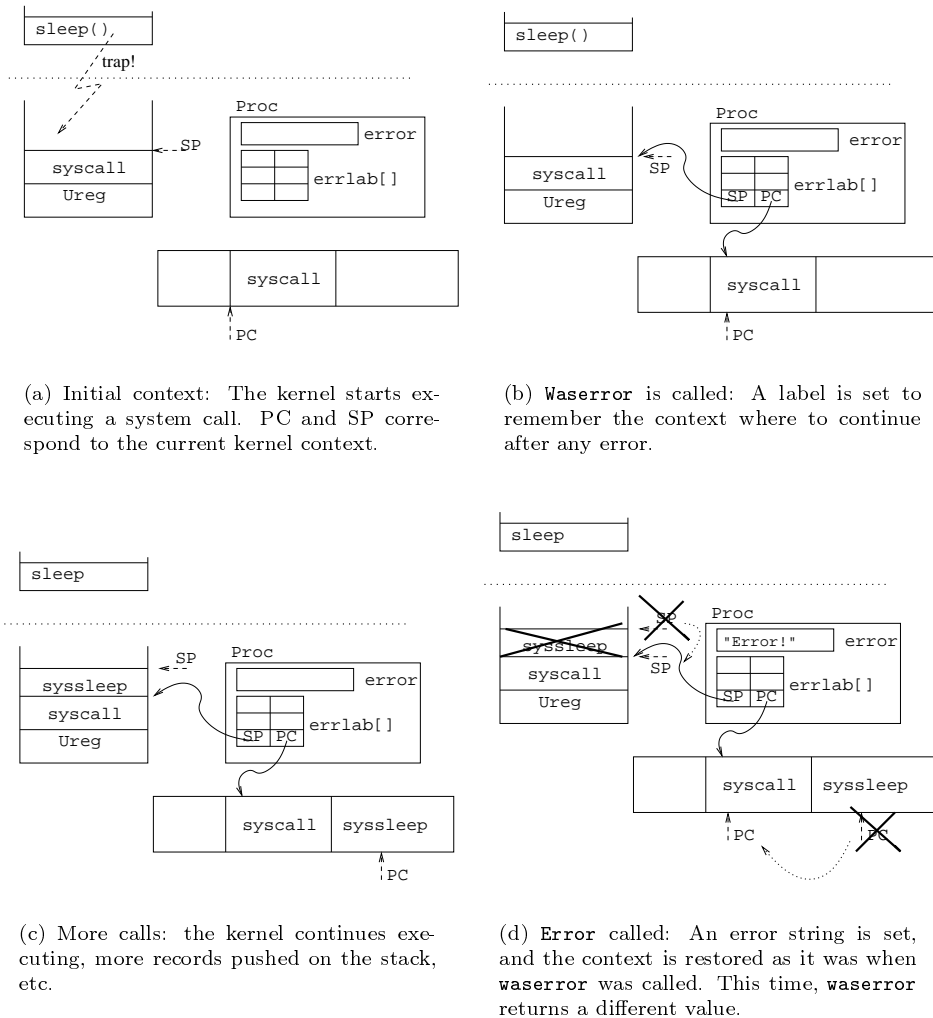 sleep()
trap!
Proc
error
SP
syscall
errlab[]
Ureg
syscall
PC
(a) Initial context: The kernel starts ex-
ecuting a system call. PC and SP corre-
spond to the current kernel context.
sleep()
Proc
error
SP
syscall
errlab[]
SP PC
Ureg
syscall
PC
(b) Waserror is called: A label is set to
remember the context where to continue
after any error.
sleep
SP
Proc
error
syssleep
syscall
errlab[]
SP PC
Ureg
syscall
syssleep
PC
(c) More calls: the kernel continues exe-
cuting, more records pushed on the stack,
etc.
sleep
SP
Proc
"Error!"
error
syssleep
SP
syscall
errlab[]
SP PC
Ureg
syscall
syssleep
PC
PC
(d) Error called: An error string is set,
and the context is restored as it was when
waserror was called. This time, waserror
returns a different value.